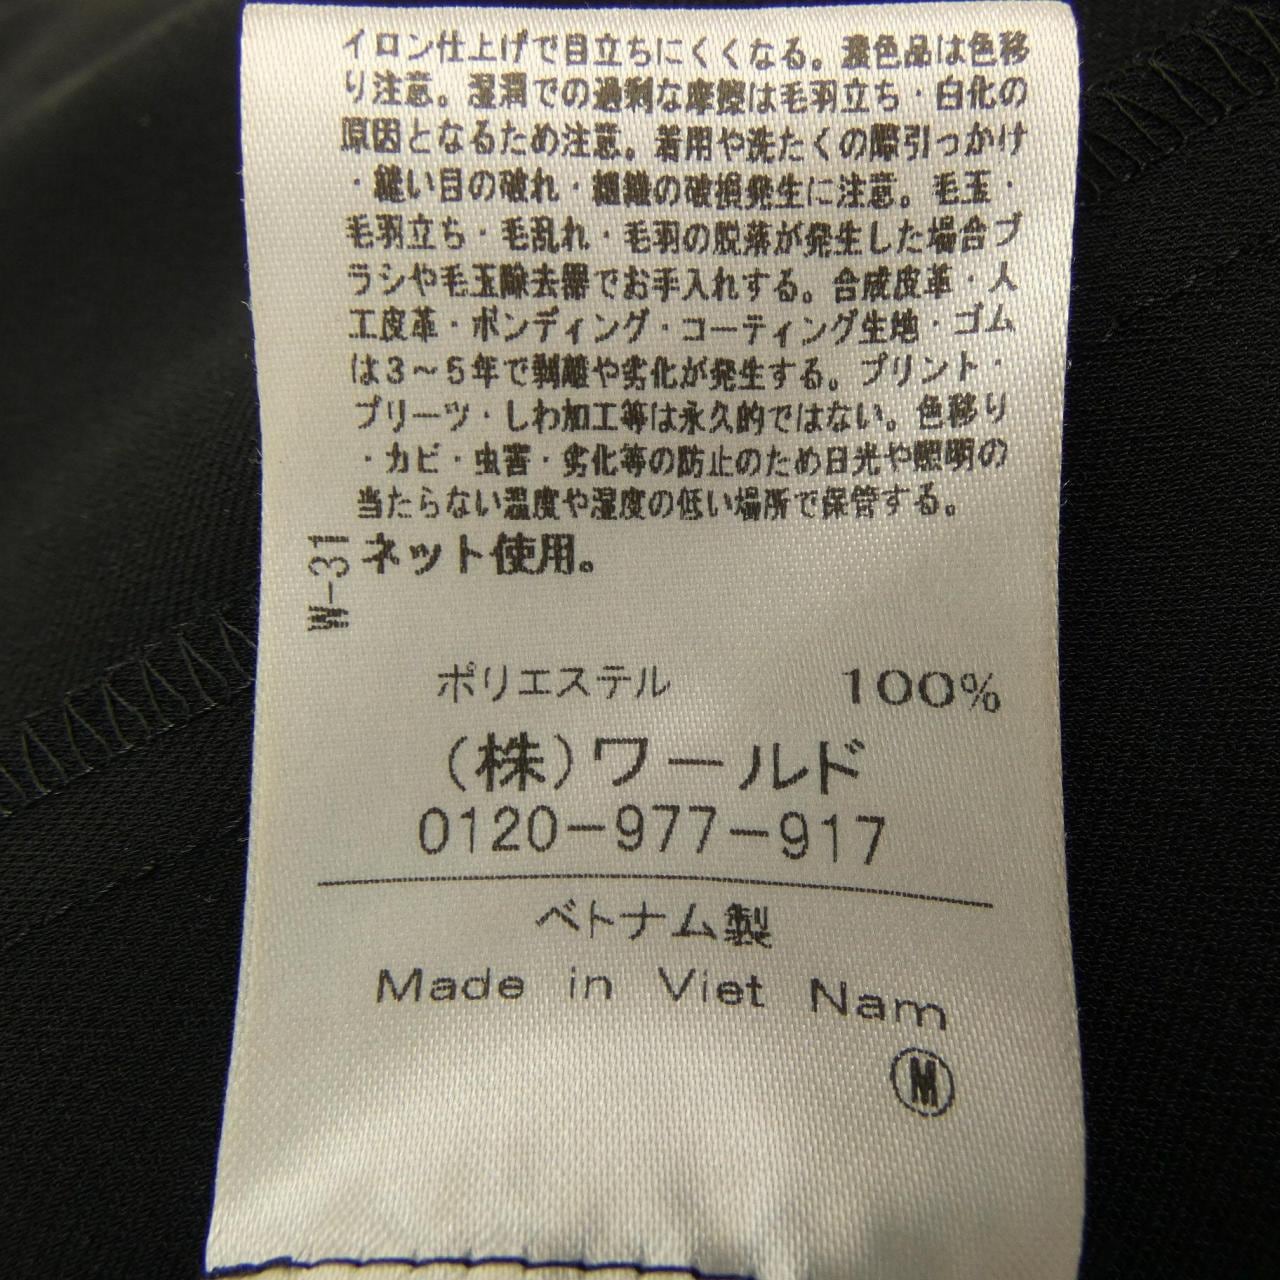 イロン仕上げで目立ちにくくなる。濃色品は色移
り注意。湿潤での過剰な摩擦は毛羽立ち・白化の
原因となるため注意。着用や洗たくの際引っかけ
・縫い目の破れ・組織の破損発生に注意。毛玉・
毛羽立ち・毛乱れ・毛羽の脱落が発生した場合ブ
ラシや毛玉除去器でお手入れする。合成皮革・人
工皮革・ボンディング・コーティング生地・ゴム
は3～5年で剥離や劣化が発生する。プリント・
プリーツ・しわ加工等は永久的ではない。色移り
・カビ・虫害・劣化等の防止のため日光や照明の
当たらない温度や湿度の低い場所で保管する。
ネット使用。
W-31
ポリエステル 100%
(株)ワールド
0120-977-917
ベトナム製
Made in Viet Nam
M